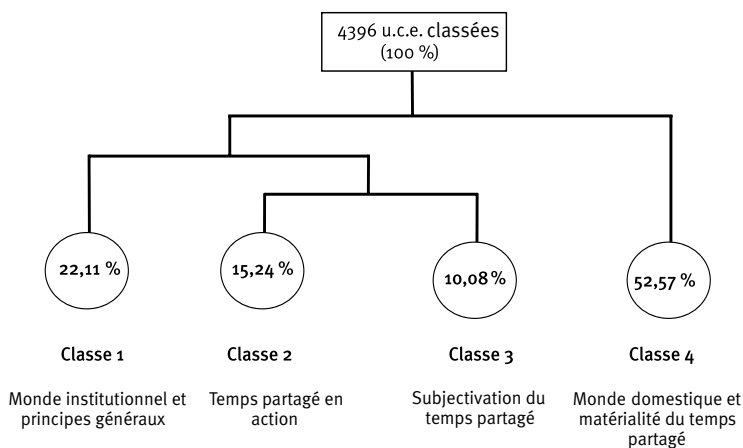 4396 u.c.e. classées
(100 %)
22,11 %
15,24 %
10,08 %
52,57 %
Classe 1
Classe 2
Classe 3
Classe 4
Monde institutionnel et
principes généraux
Temps partagé en
action
Subjectivation du
temps partagé
Monde domestique et
matérialité du temps
partagé